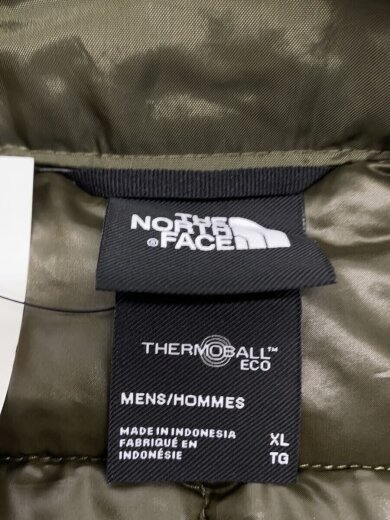 THE
NORTH
®FACE
THERMOBALL™
ECO
MENS/HOMMES
MADE IN INDONESIA
FABRIQUÉ EN
INDONÉSIE
XL
TG